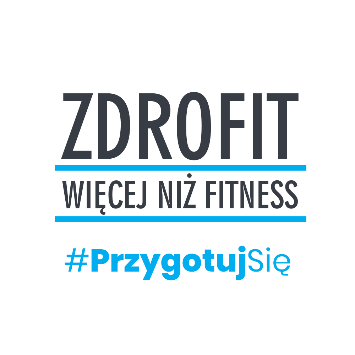 ZDROFIT
WIĘCEJ NIŻ FITNESS
#PrzygotujSię